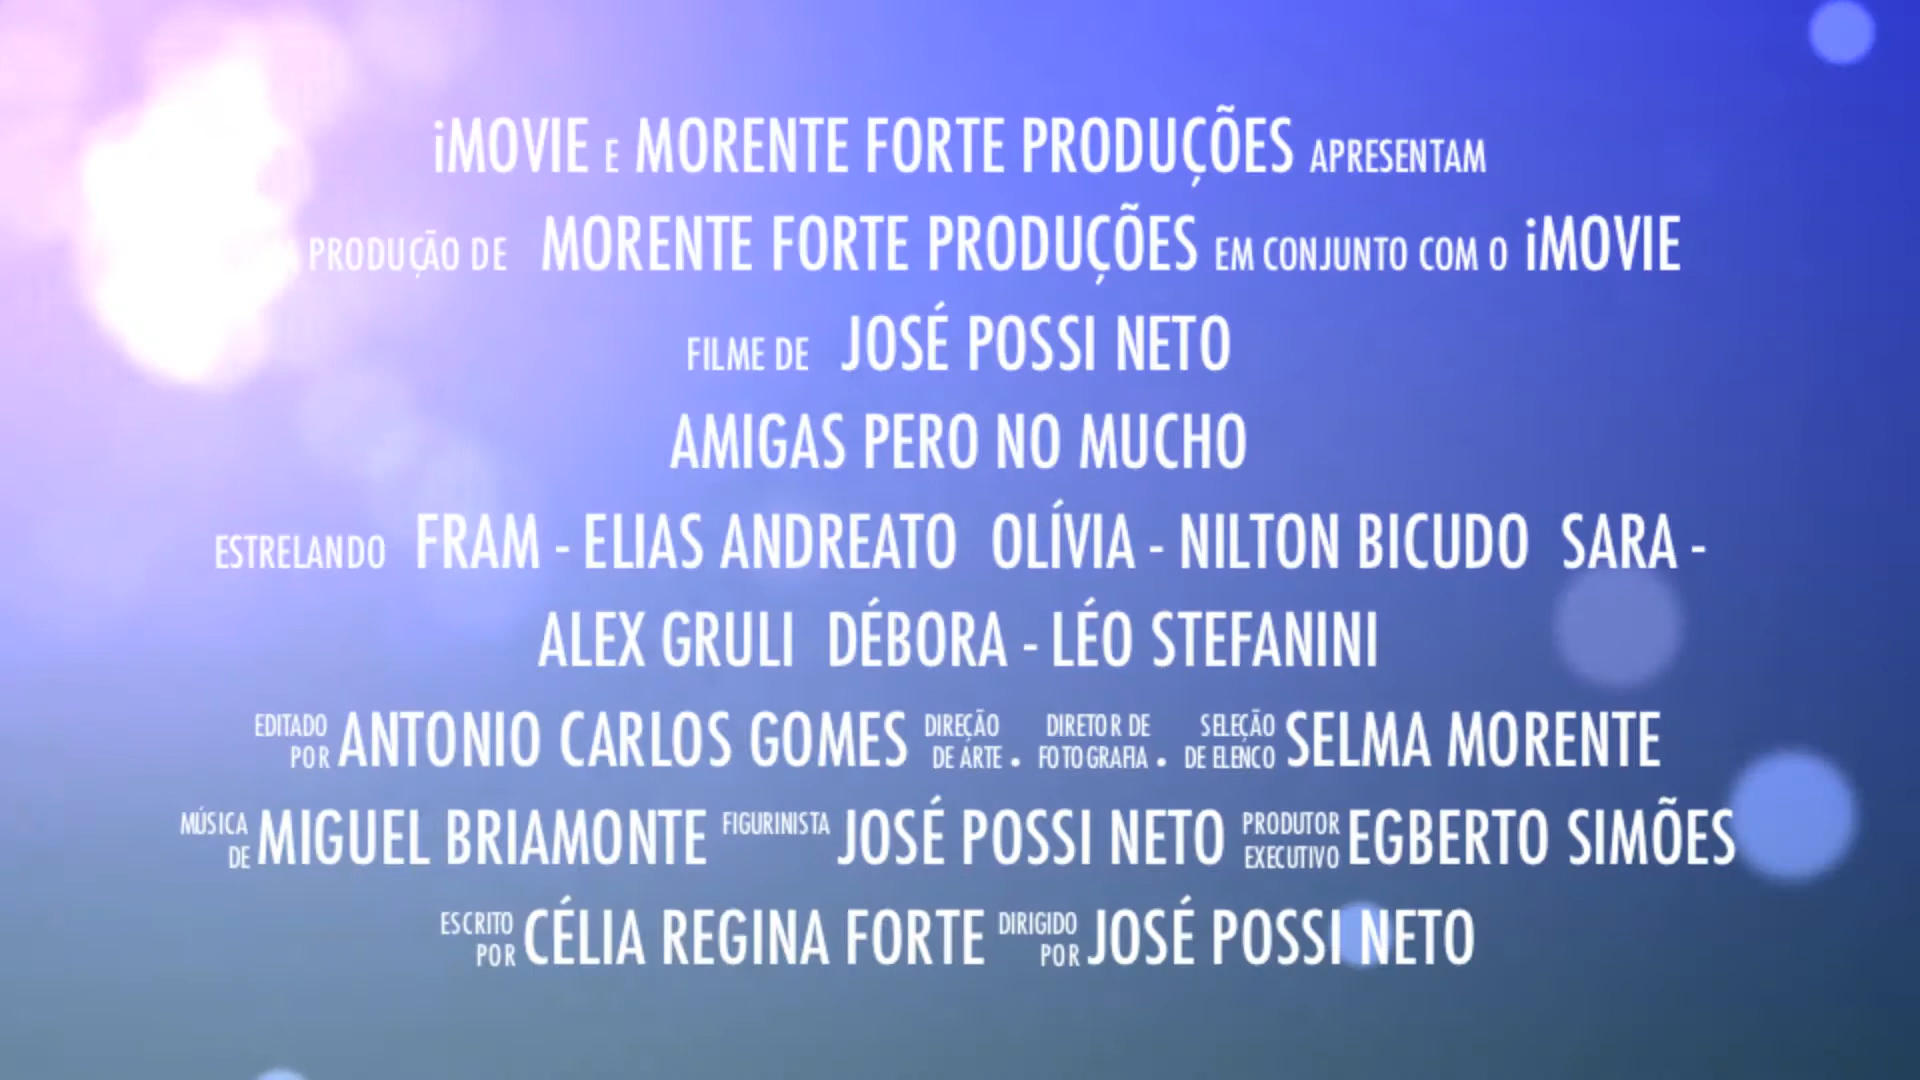 iMOVIE E MORENTE FORTE PRODUÇÕES APRESENTAM
PRODUÇÃO DE MORENTE FORTE PRODUÇÕES EM CONJUNTO COM O iMOVIE
FILME DE JOSÉ POSSI NETO
AMIGAS PERO NO MUCHO
ESTRELANDO FRAM - ELIAS ANDREATO OLÍVIA - NILTON BICUDO SARA -
ALEX GRULI DÉBORA - LÉO STEFANINI
EDITADO POR ANTONIO CARLOS GOMES DIREÇÃO DE ARTE . DIRETOR DE FOTOGRAFIA . SELEÇÃO DE ELENCO SELMA MORENTE
MÚSICA DE MIGUEL BRIAMONTE FIGURINISTA JOSÉ POSSI NETO PRODUTOR EXECUTIVO EGBERTO SIMÕES
ESCRITO POR CÉLIA REGINA FORTE DIRIGIDO POR JOSÉ POSSI NETO